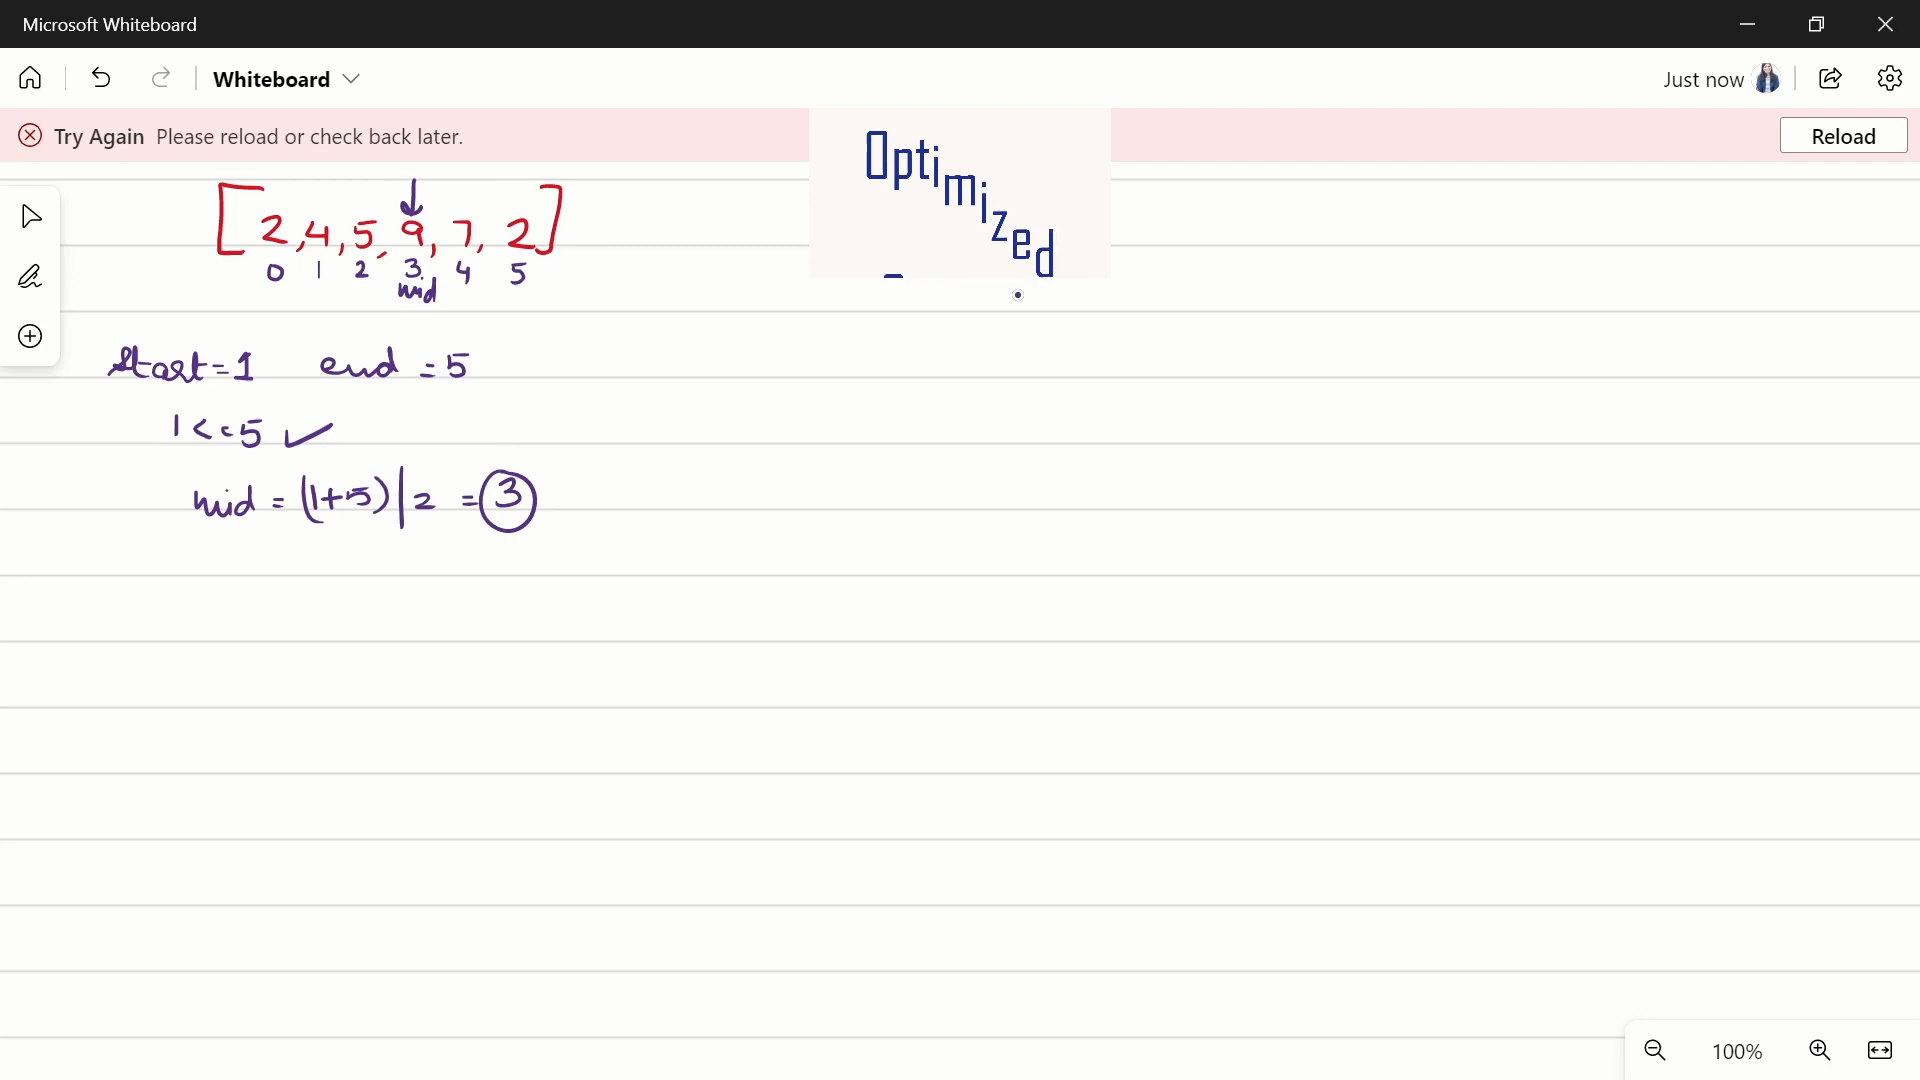 Microsoft Whiteboard
Whiteboard
Just now
Try Again Please reload or check back later.
Reload
Optimized
[2,4,5,9,7,2]
0 1 2 3 4 5
mid
Start=1 end=5
1<=5 ✓
mid = (1+5)|2 = 3
100%